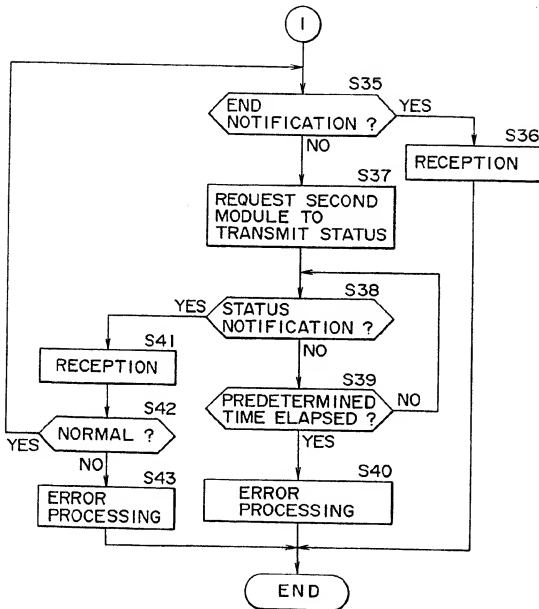 1
S35
END
NOTIFICATION ?
YES
S36
RECEPTION
NO
S37
REQUEST SECOND
MODULE TO
TRANSMIT STATUS
S38
YES
STATUS
NOTIFICATION ?
S41
RECEPTION
NO
S39
PREDETERMINED
TIME ELAPSED ?
NO
S42
NORMAL ?
YES
YES
NO
S43
ERROR
PROCESSING
S40
ERROR
PROCESSING
END